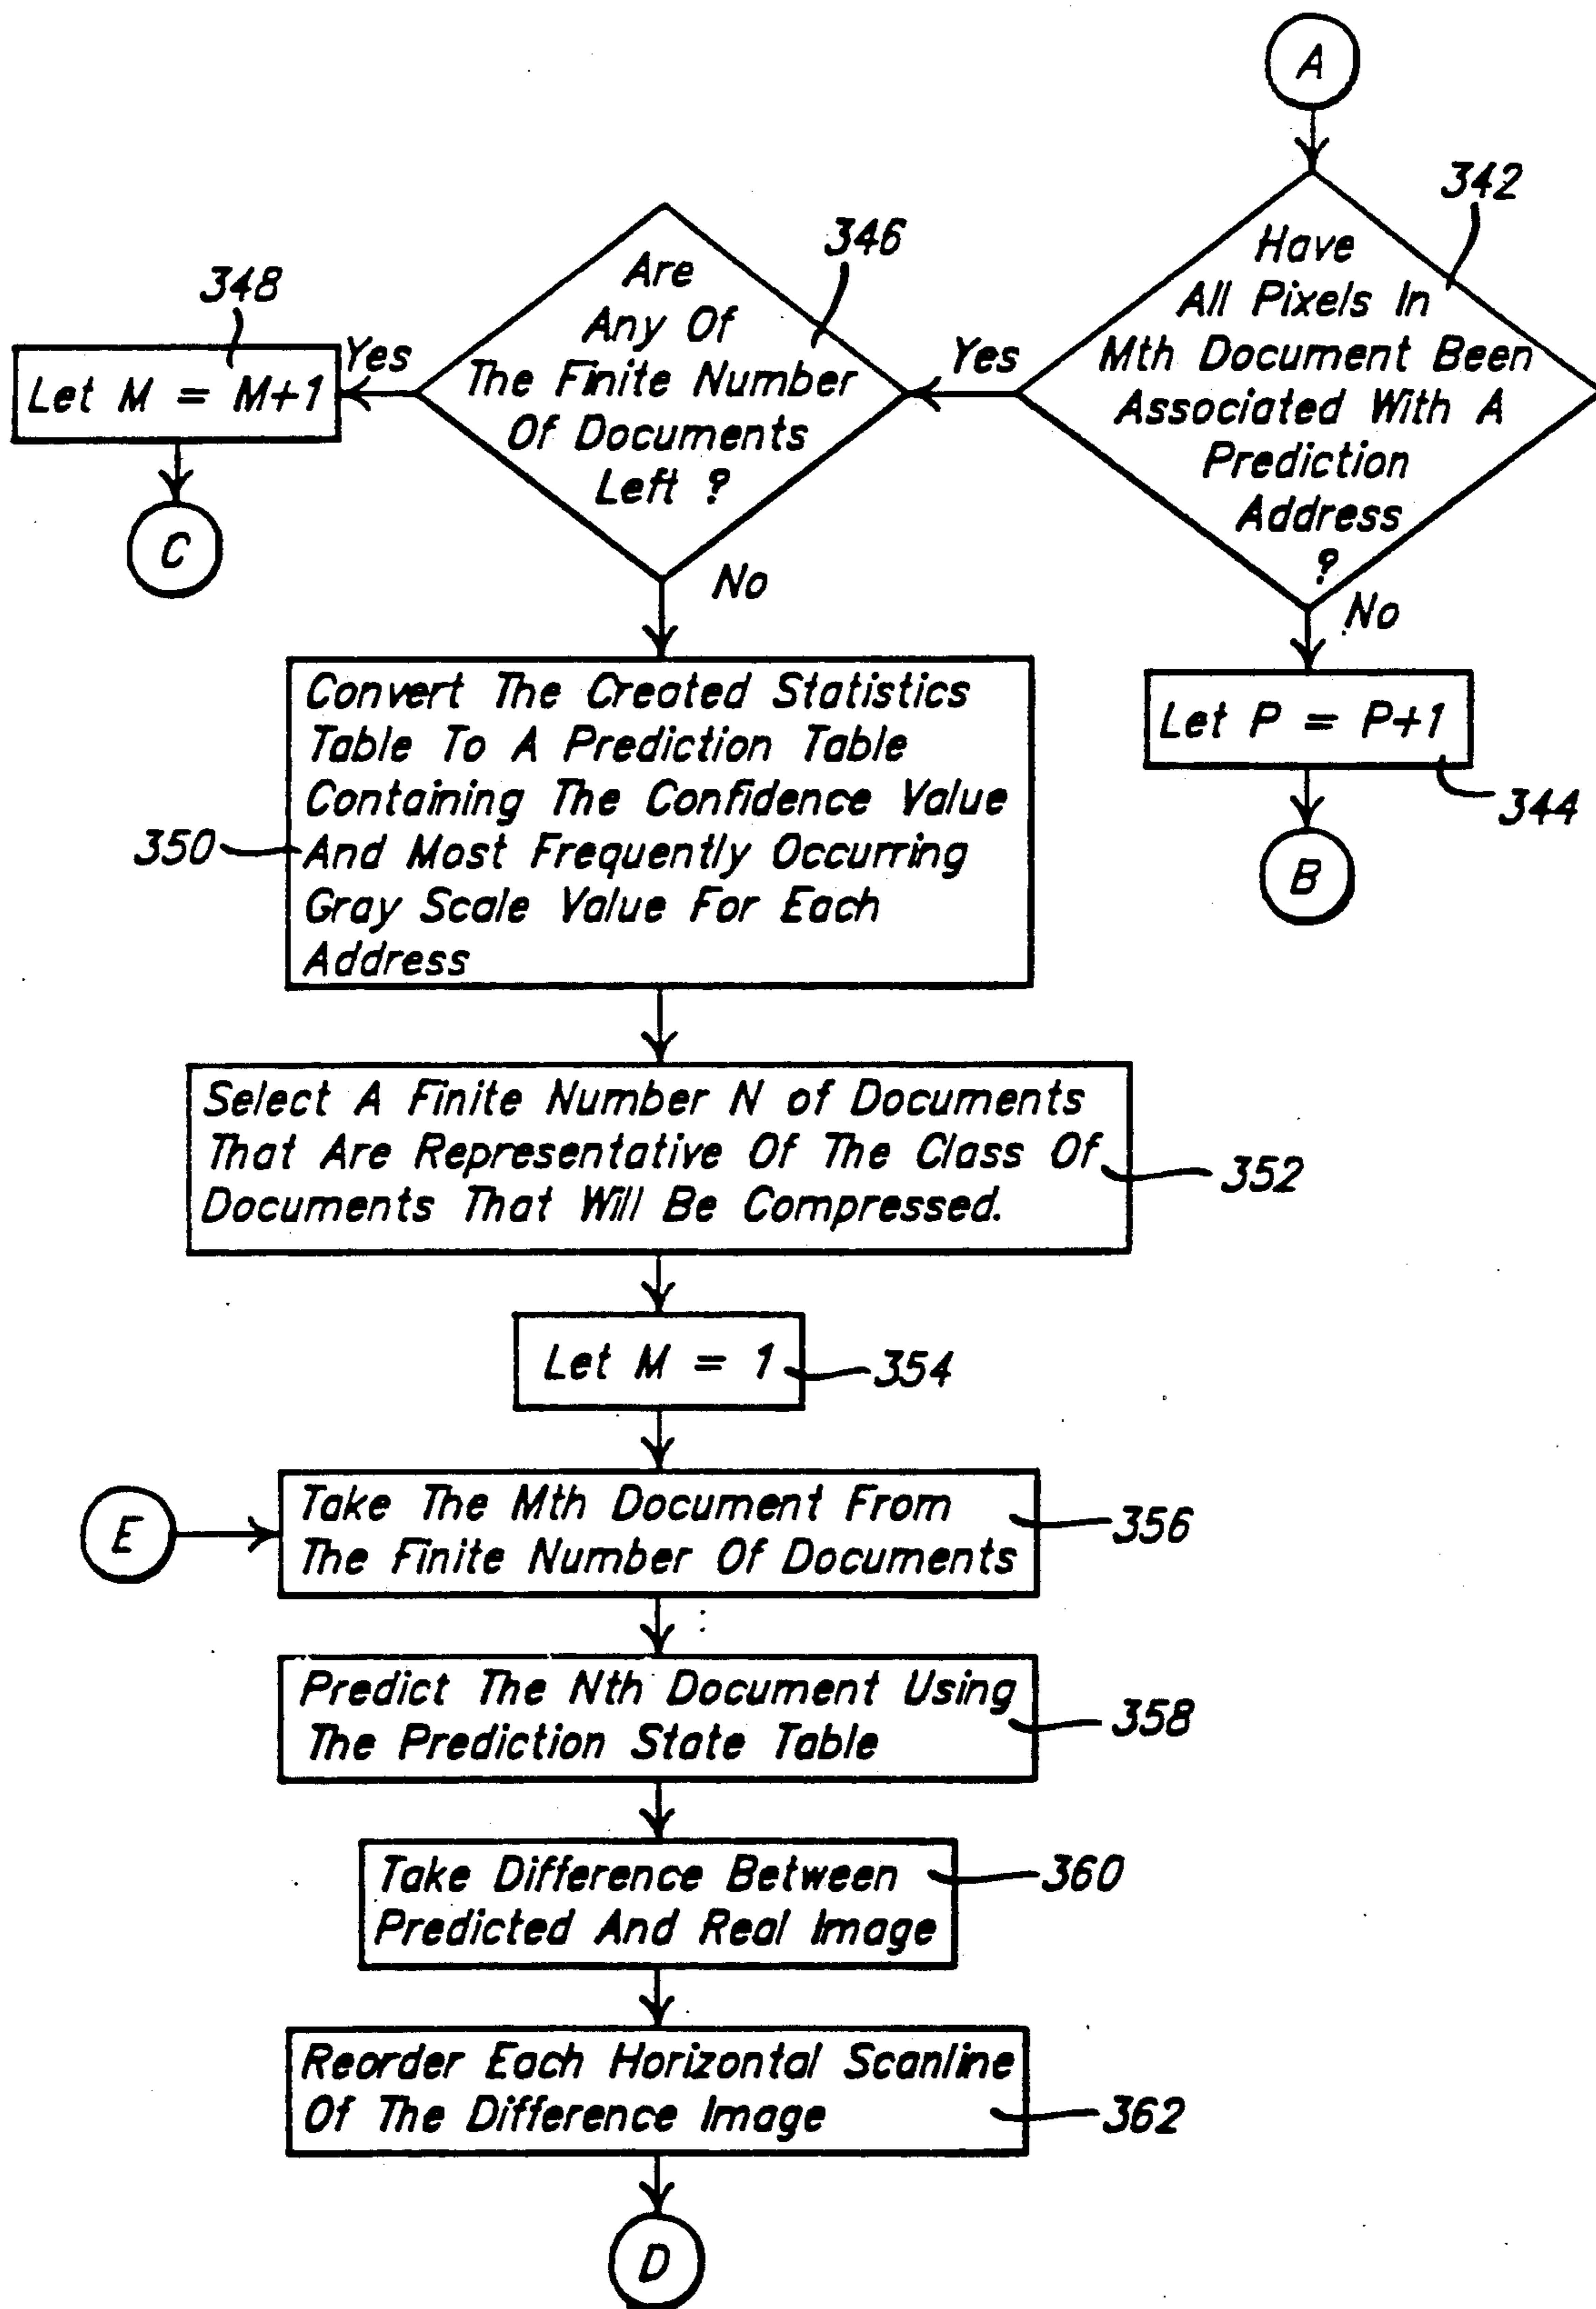 A
342
Have
All Pixels In
Mth Document Been
Associated With A
Prediction
Address
?
Yes
No
Let P = P+1
344
B
346
Are
Any Of
The Finite Number
Of Documents
Left ?
Yes
No
348
Let M = M+1
C
350
Convert The Created Statistics
Table To A Prediction Table
Containing The Confidence Value
And Most Frequently Occurring
Gray Scale Value For Each
Address
Select A Finite Number N of Documents
That Are Representative Of The Class Of
Documents That Will Be Compressed.
352
Let M = 1
354
E
Take The Mth Document From
The Finite Number Of Documents
356
Predict The Nth Document Using
The Prediction State Table
358
Take Difference Between
Predicted And Real Image
360
Reorder Each Horizontal Scanline
Of The Difference Image
362
D